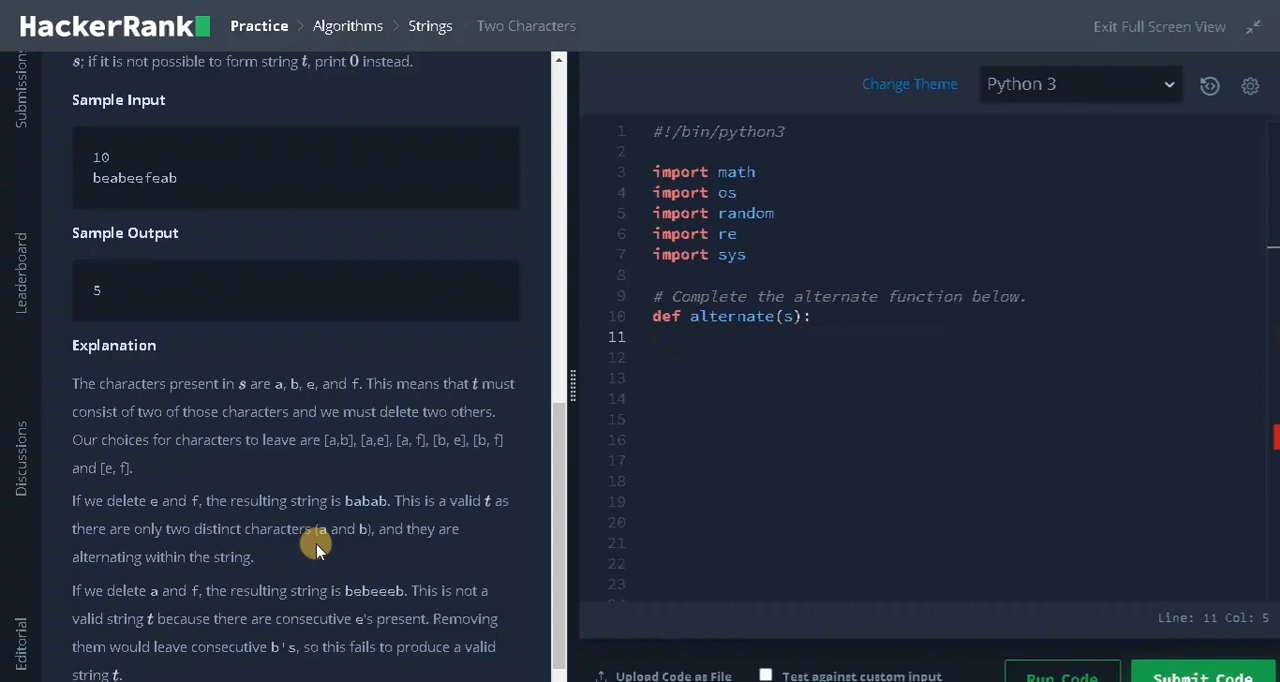 HackerRank Practice > Algorithms > Strings > Two Characters Exit Full Screen View
Submissions
Leaderboard
Discussions
Editorial
s; if it is not possible to form string t, print 0 instead.
Sample Input
10
beabeefeab
Sample Output
5
Explanation
The characters present in s are a, b, e, and f. This means that t must
consist of two of those characters and we must delete two others.
Our choices for characters to leave are [a,b], [a,e], [a, f], [b, e], [b, f]
and [e, f].
If we delete e and f, the resulting string is babab. This is a valid t as
there are only two distinct characters (a and b), and they are
alternating within the string.
If we delete a and f, the resulting string is bebeeeb. This is not a
valid string t because there are consecutive e's present. Removing
them would leave consecutive b's, so this fails to produce a valid
string t.
Change Theme Python 3
1 #!/bin/python3
2
3 import math
4 import os
5 import random
6 import re
7 import sys
8
9 # Complete the alternate function below.
10 def alternate(s):
11
12
13
14
15
16
17
18
19
20
21
22
23
Line: 11 Col: 5
Upload Code as File Test against custom input Run Code Submit Code